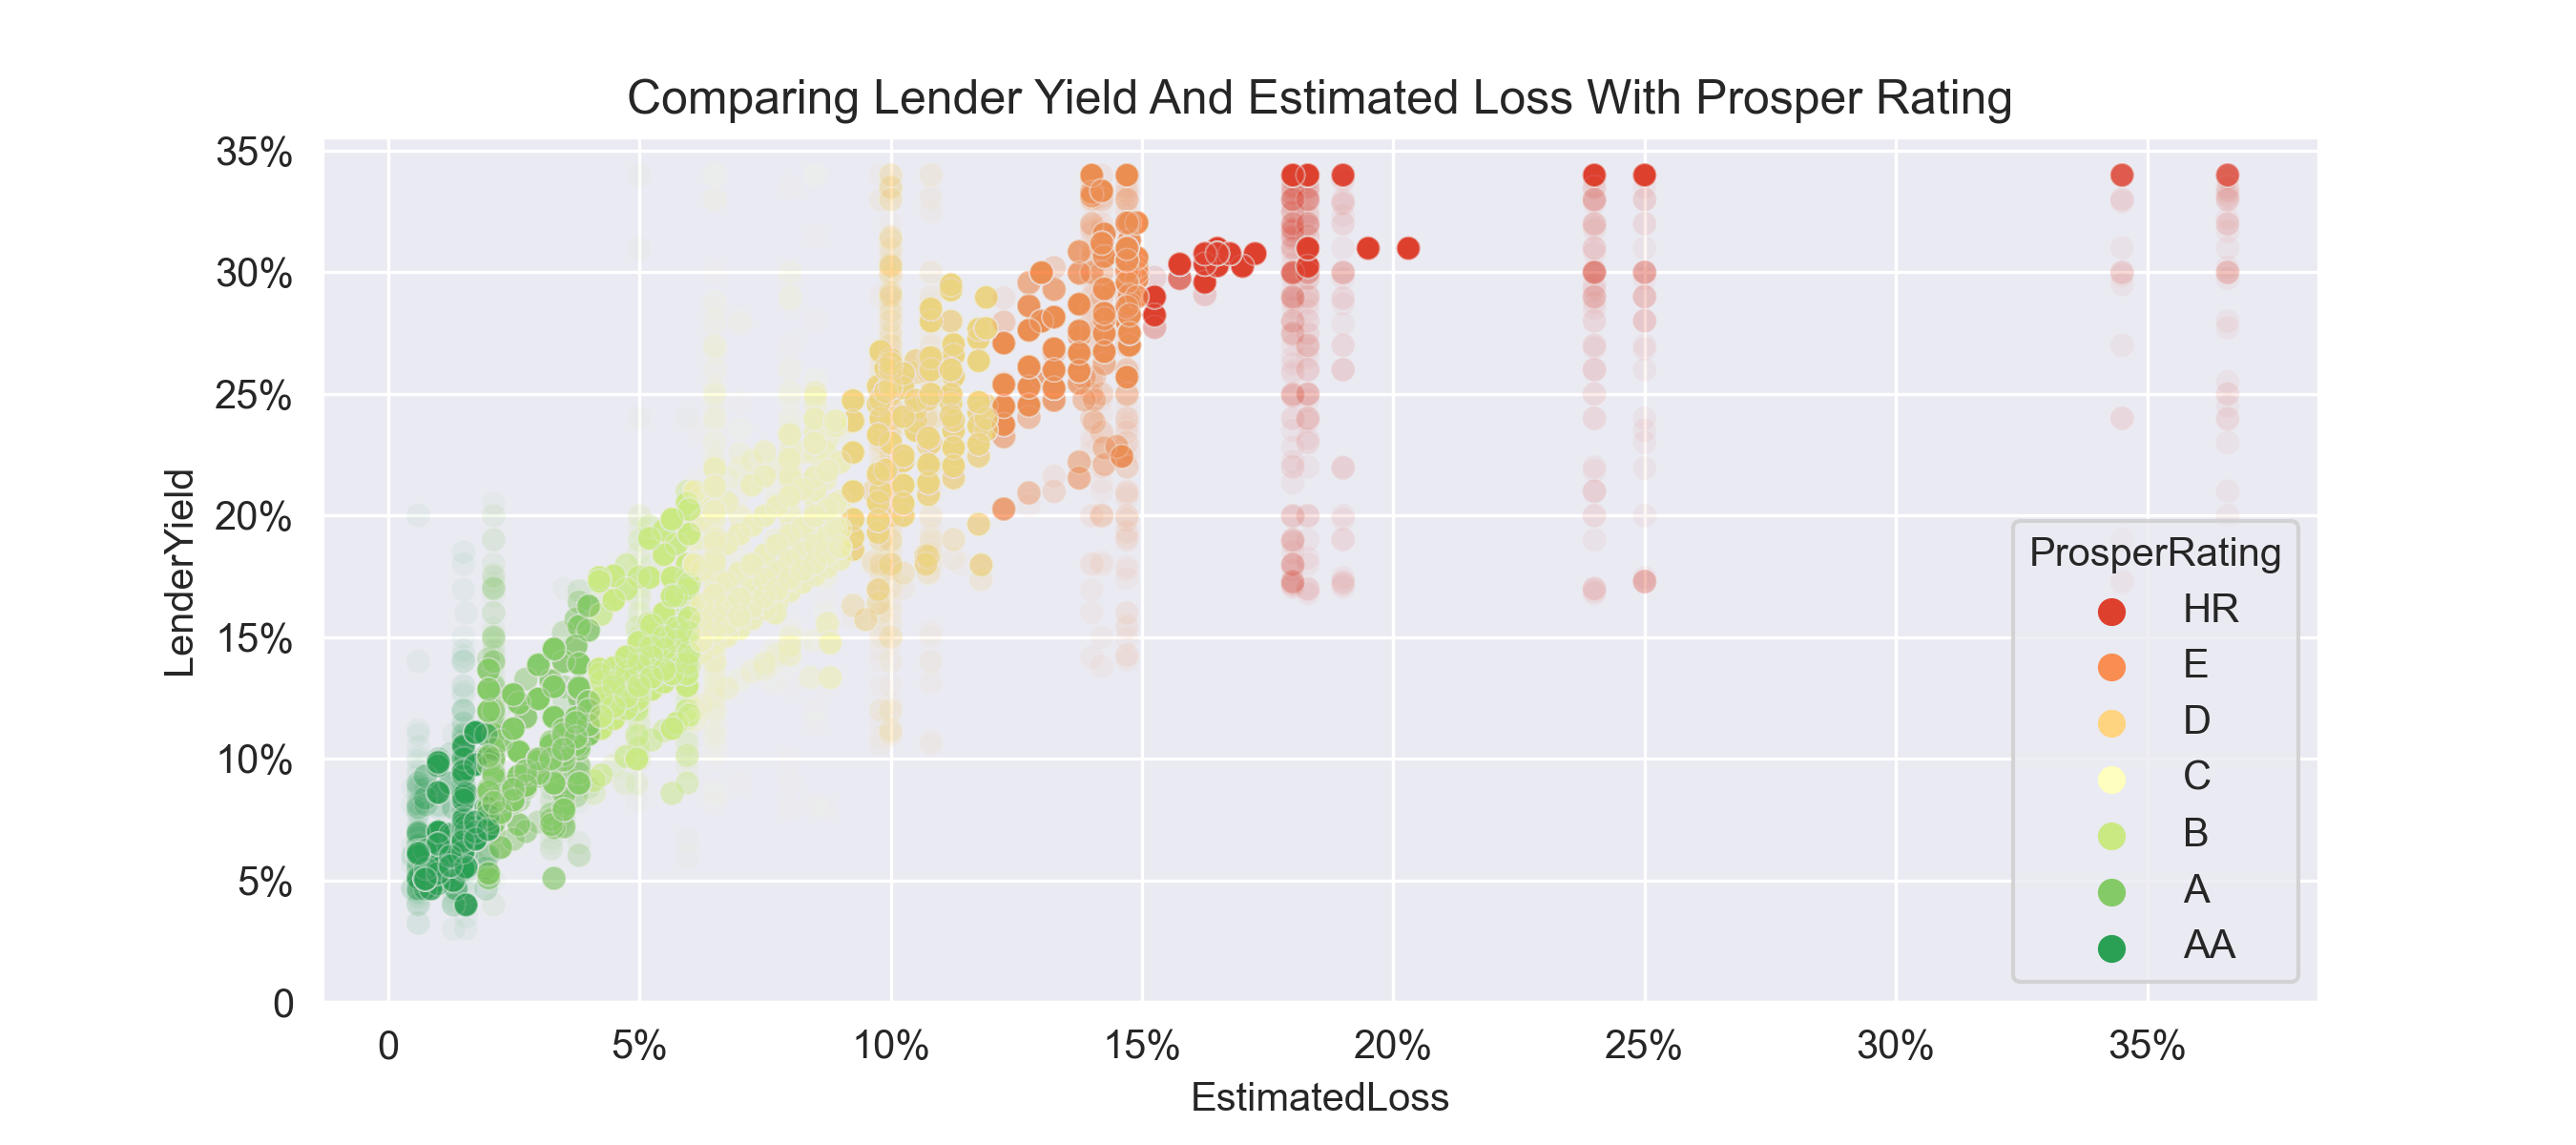 Comparing Lender Yield And Estimated Loss With Prosper Rating
35%
30%
25%
20%
15%
10%
5%
0
LenderYield
ProsperRating
HR
E
D
C
B
A
AA
0 5% 10% 15% 20% 25% 30% 35%
EstimatedLoss